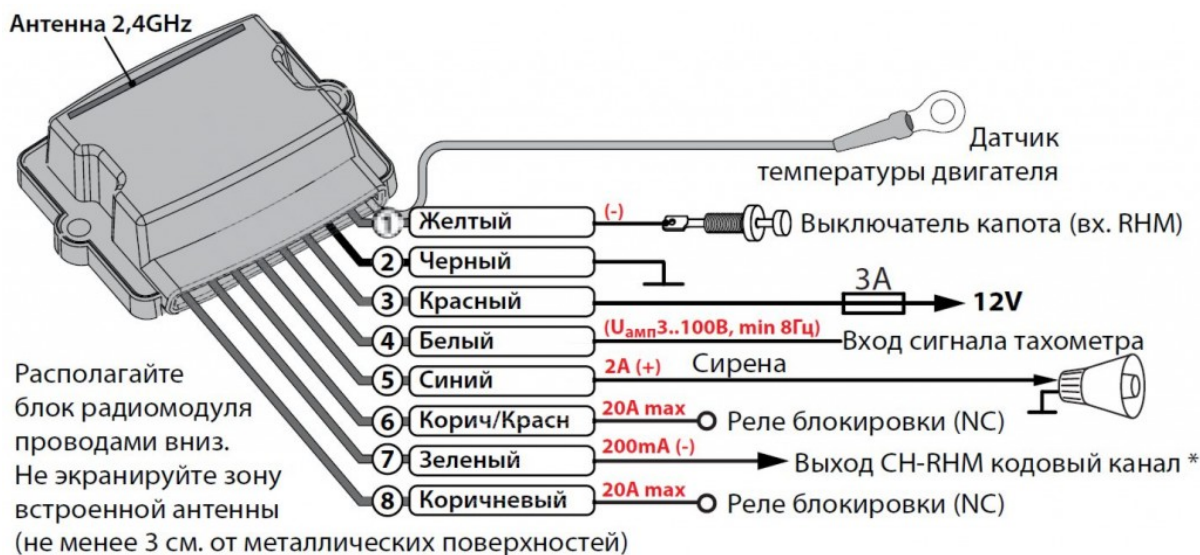 Антенна 2,4GHz
Датчик
температуры двигателя
1 Желтый (-) Выключатель капота (вх. RHM)
2 Черный
3 Красный 3А 12V
4 Белый (Uамп3..100В, min 8Гц) Вход сигнала тахометра
5 Синий 2А (+) Сирена
6 Корич/Красн 20А max Реле блокировки (NC)
7 Зеленый 200mA (-) Выход CH-RHM кодовый канал *
8 Коричневый 20А max Реле блокировки (NC)
Располагайте
блок радиомодуля
проводами вниз.
Не экранируйте зону
встроенной антенны
(не менее 3 см. от металлических поверхностей)